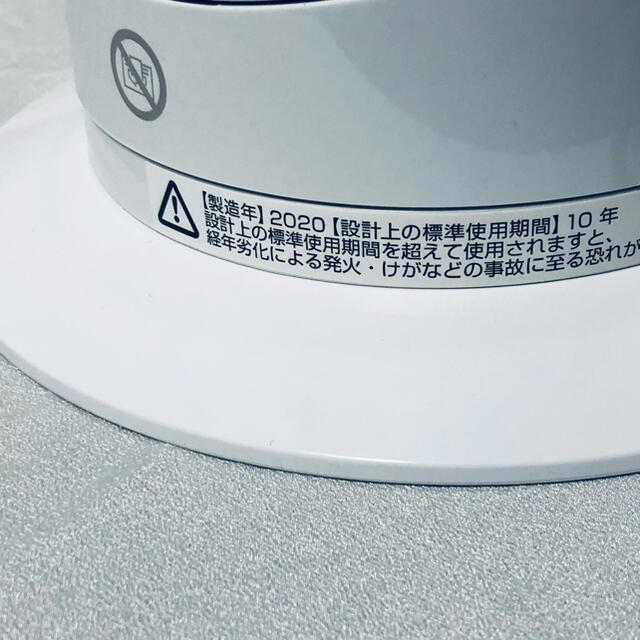 【製造年】2020【設計上の標準使用期間】10年
設計上の標準使用期間を超えて使用されますと、
経年劣化による発火・けがなどの事故に至る恐れが